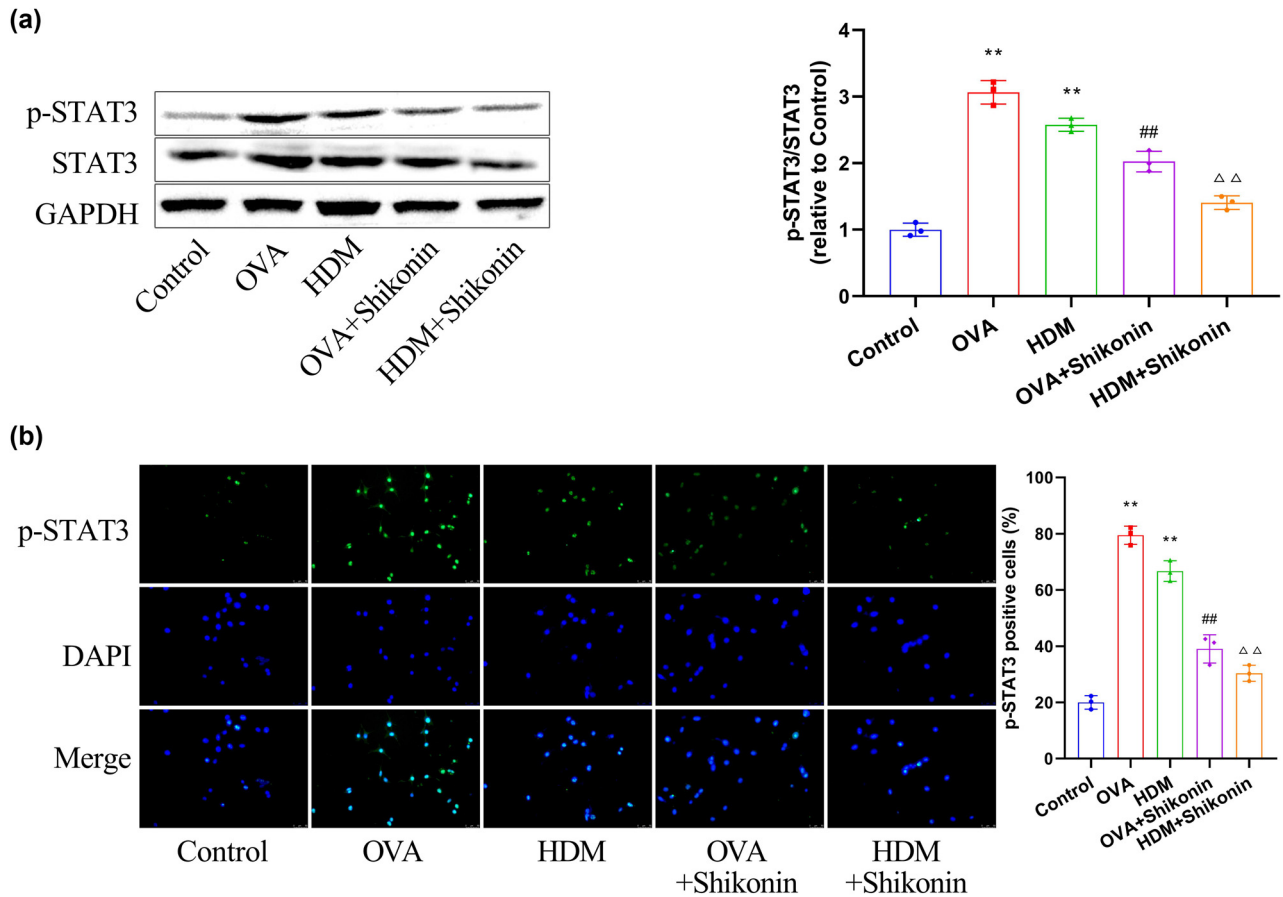 (a)
p-STAT3
STAT3
GAPDH
Control
OVA
HDM
OVA+Shikonin
HDM+Shikonin
p-STAT3/STAT3
(relative to Control)
4
3
2
1
0
**
**
##
△ △
Control
OVA
HDM
OVA+Shikonin
HDM+Shikonin
(b)
p-STAT3
DAPI
Merge
Control
OVA
HDM
OVA
+Shikonin
HDM
+Shikonin
p-STAT3 positive cells (%)
100
80
60
40
20
0
**
**
##
△ △
Control
OVA
HDM
OVA+Shikonin
HDM+Shikonin